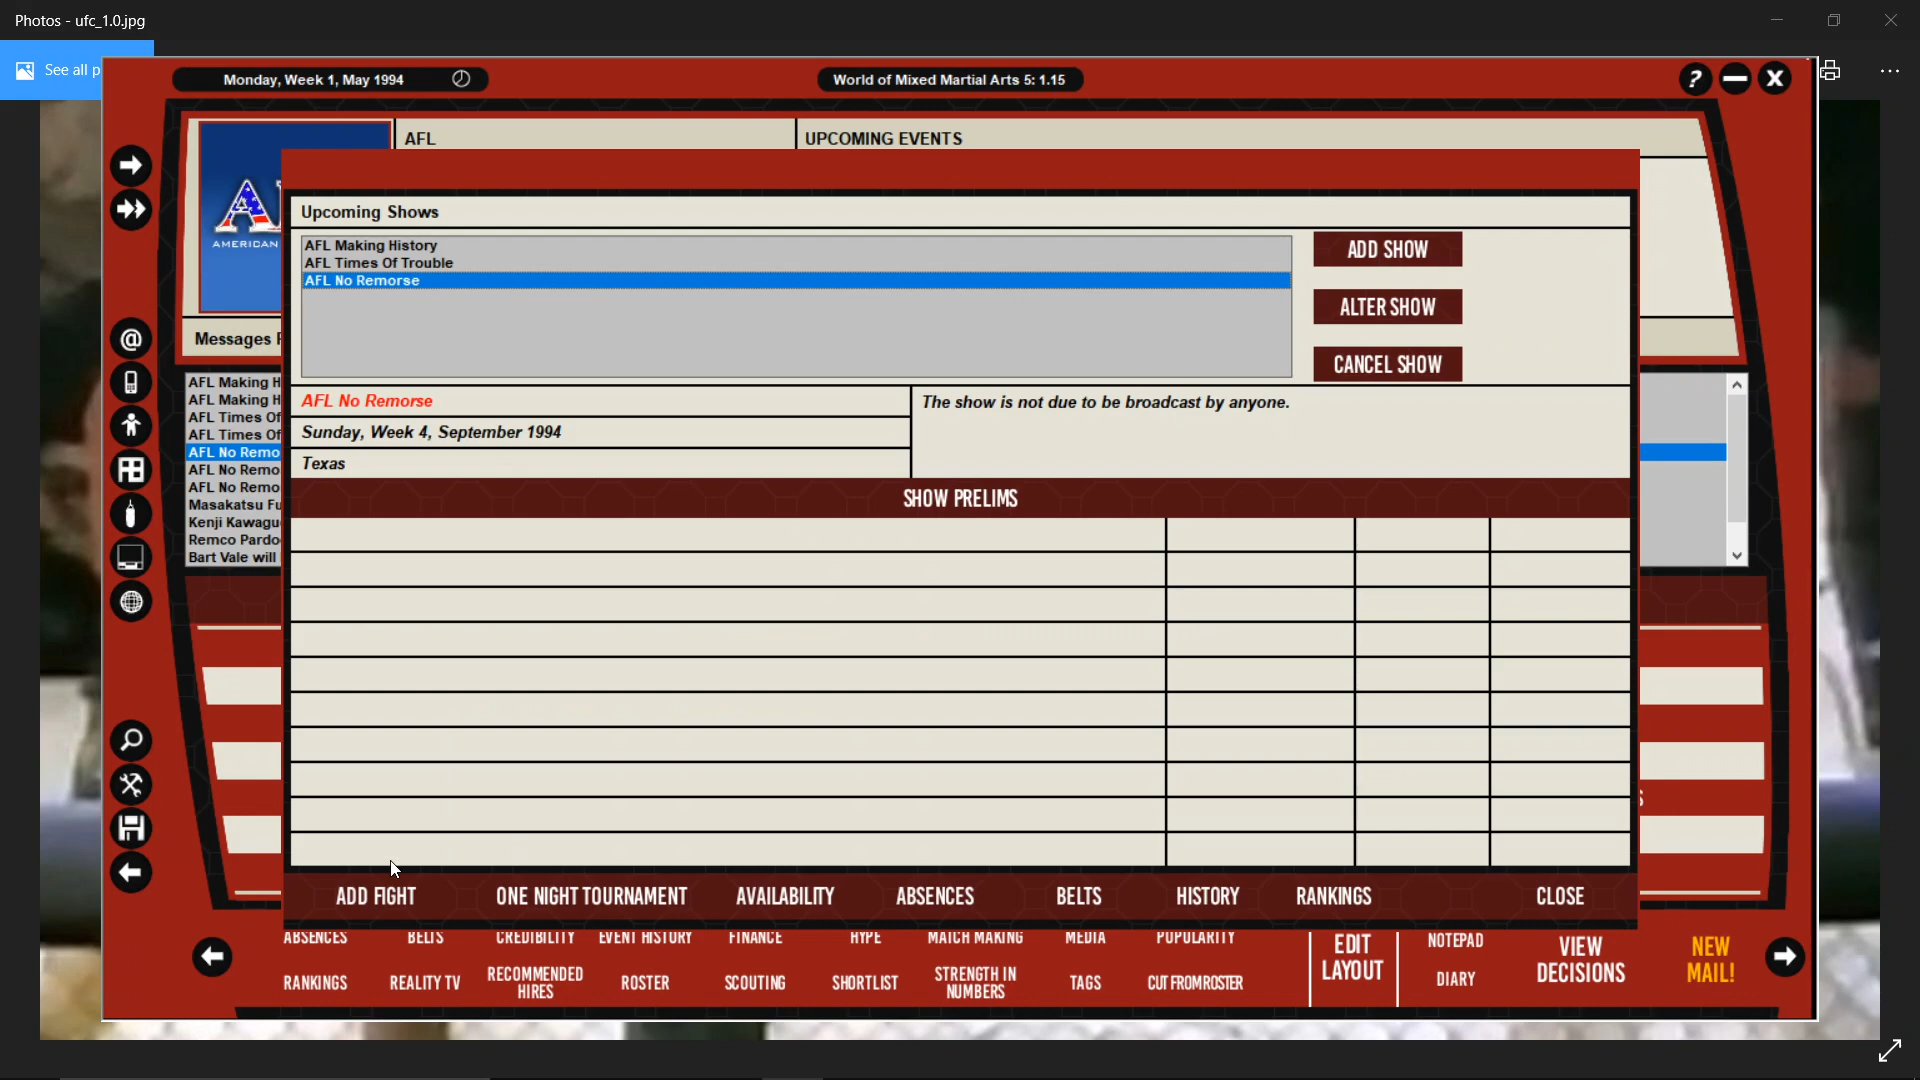 Photos - ufc_1.0.jpg
See all p
Monday, Week 1, May 1994
World of Mixed Martial Arts 5: 1.15
?
X
AFL
UPCOMING EVENTS
AMERICAN
Upcoming Shows
AFL Making History
AFL Times Of Trouble
AFL No Remorse
ADD SHOW
ALTER SHOW
CANCEL SHOW
Messages
AFL Making H
AFL Making H
AFL Times Of
AFL Times Of
AFL No Remo
AFL No Remo
AFL No Remo
Masakatsu Fu
Kenji Kawagu
Remco Pardo
Bart Vale will
AFL No Remorse
Sunday, Week 4, September 1994
Texas
The show is not due to be broadcast by anyone.
SHOW PRELIMS
ADD FIGHT ONE NIGHT TOURNAMENT AVAILABILITY ABSENCES BELTS HISTORY RANKINGS CLOSE
ABSENCES BELTS CREDIBILITY EVENT HISTORY FINANCE HYPE MATCH MAKING MEDIA POPULARITY
RANKINGS REALITY TV RECOMMENDED HIRES ROSTER SCOUTING SHORTLIST STRENGTH IN NUMBERS TAGS CUT FROM ROSTER
EDIT LAYOUT
NOTEPAD
DIARY
VIEW DECISIONS
NEW MAIL!